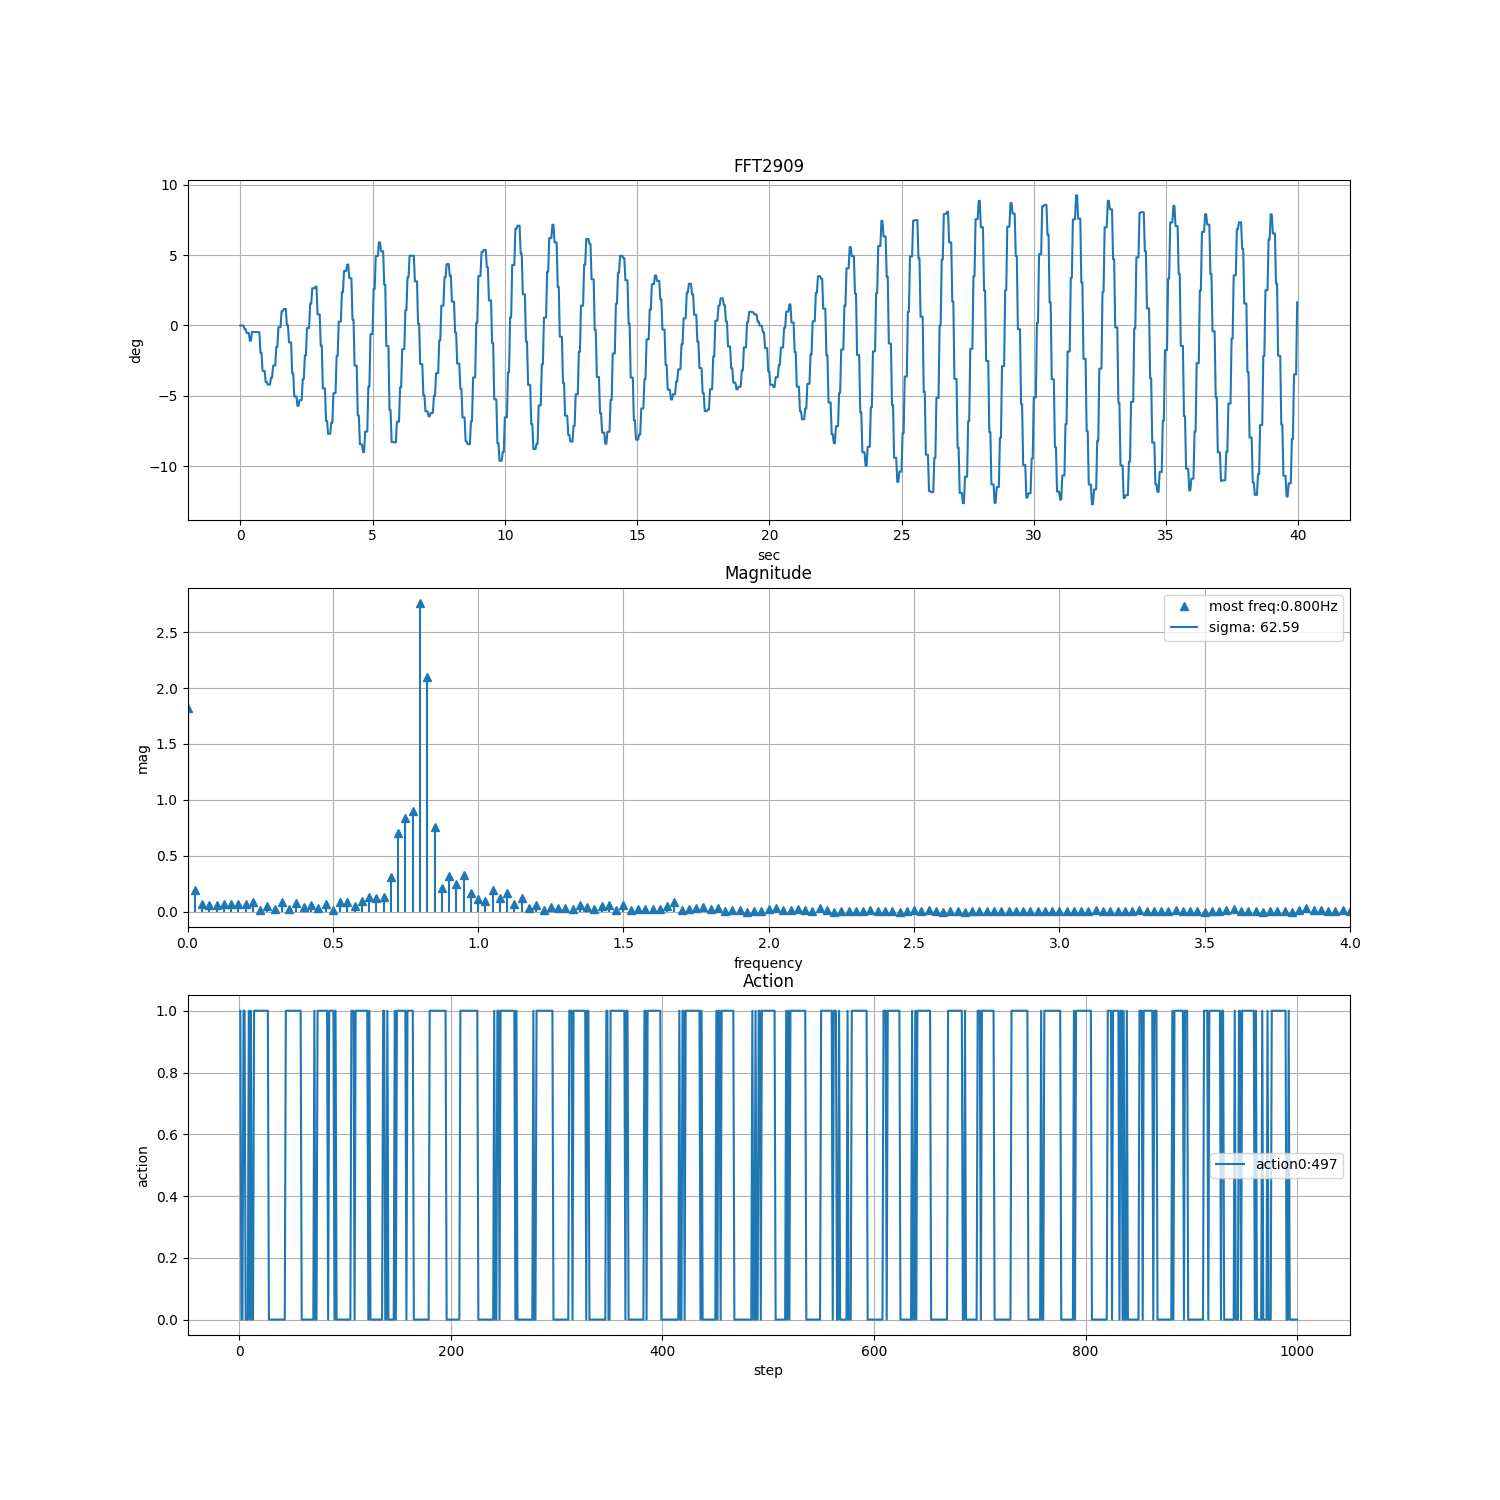 FFT2909
10
5
0
−5
−10
deg
0 5 10 15 20 25 30 35 40
sec
Magnitude
most freq:0.800Hz
sigma: 62.59
2.5
2.0
1.5
1.0
0.5
0.0
mag
0.0 0.5 1.0 1.5 2.0 2.5 3.0 3.5 4.0
frequency
Action
1.0
0.8
0.6
0.4
0.2
0.0
action
action0:497
0 200 400 600 800 1000
step